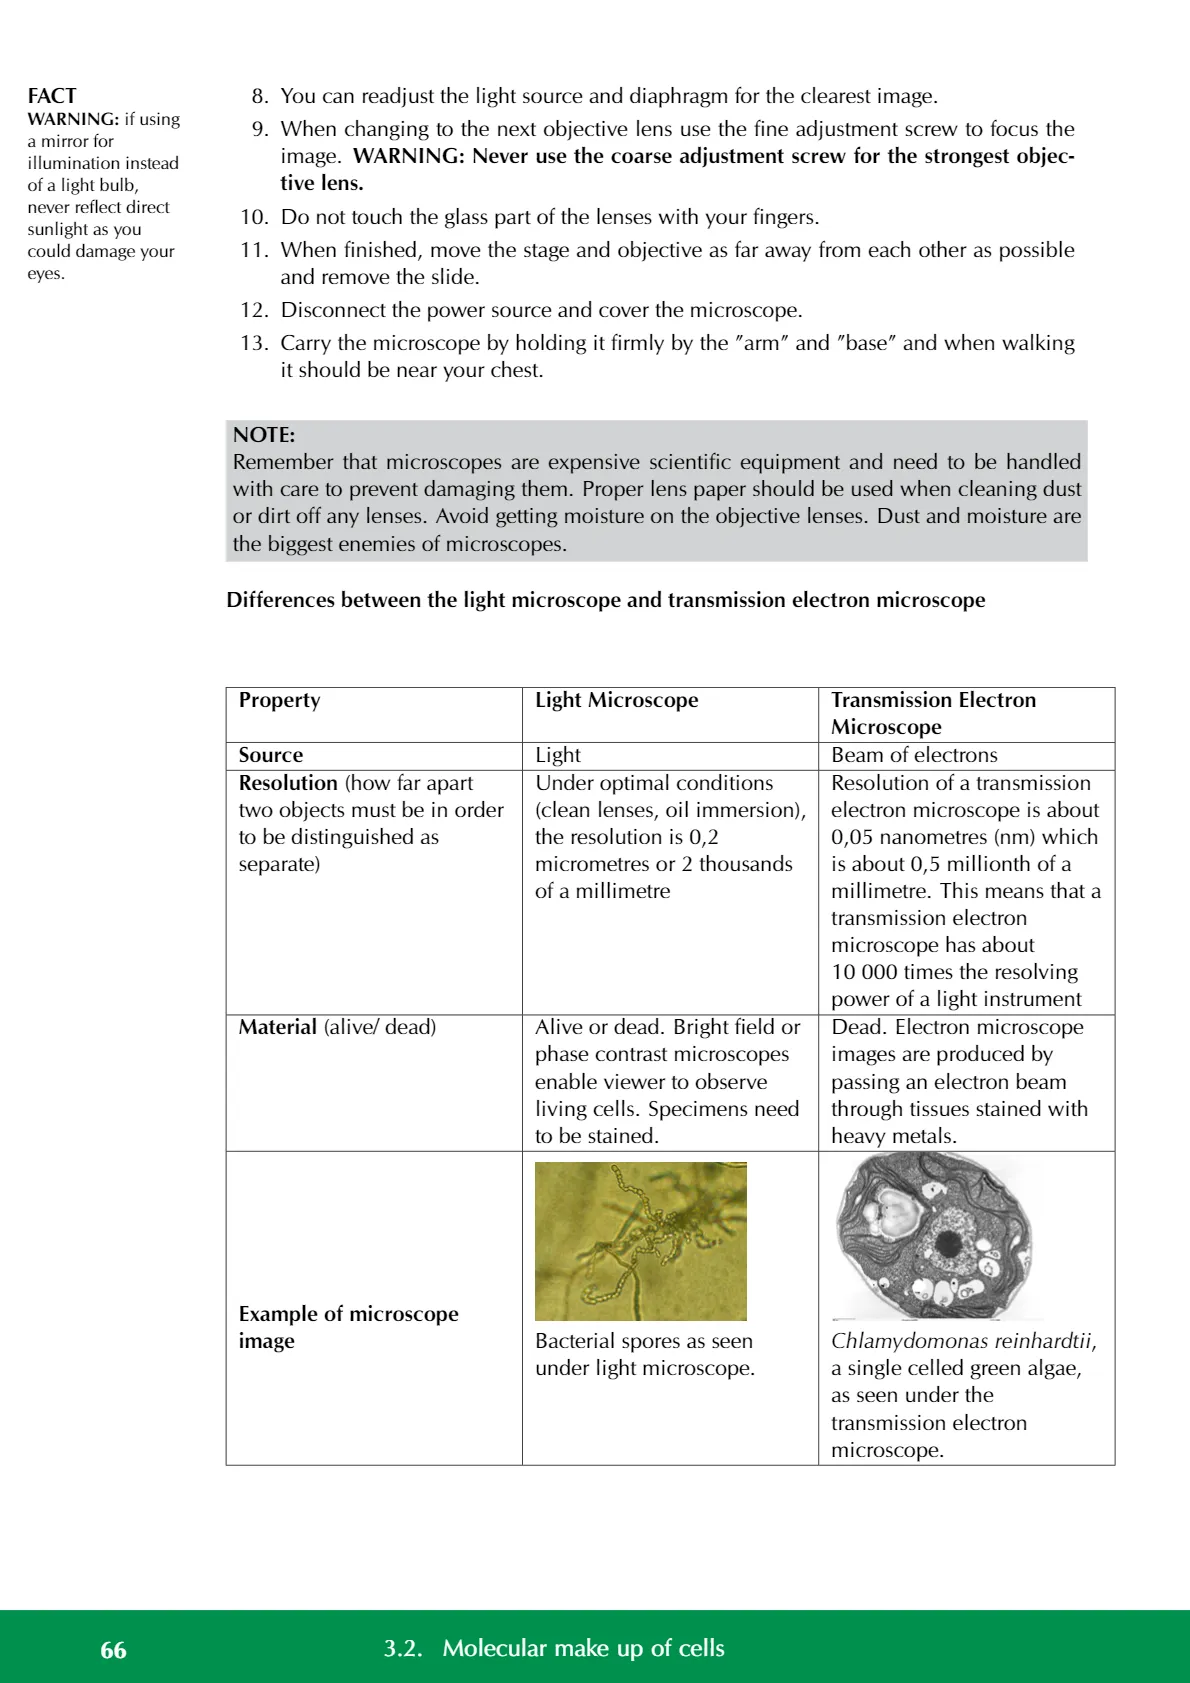 FACT
WARNING: if using
a mirror for
illumination instead
of a light bulb,
never reflect direct
sunlight as you
could damage your
eyes.
8. You can readjust the light source and diaphragm for the clearest image.
9. When changing to the next objective lens use the fine adjustment screw to focus the
image. WARNING: Never use the coarse adjustment screw for the strongest objec-
tive lens.
10. Do not touch the glass part of the lenses with your fingers.
11. When finished, move the stage and objective as far away from each other as possible
and remove the slide.
12. Disconnect the power source and cover the microscope.
13. Carry the microscope by holding it firmly by the ”arm” and ”base” and when walking
it should be near your chest.
NOTE:
Remember that microscopes are expensive scientific equipment and need to be handled
with care to prevent damaging them. Proper lens paper should be used when cleaning dust
or dirt off any lenses. Avoid getting moisture on the objective lenses. Dust and moisture are
the biggest enemies of microscopes.
Differences between the light microscope and transmission electron microscope
Property
Light Microscope
Transmission Electron
Microscope
Source
Light
Beam of electrons
Resolution (how far apart
two objects must be in order
to be distinguished as
separate)
Under optimal conditions
(clean lenses, oil immersion),
the resolution is 0,2
micrometres or 2 thousands
of a millimetre
Resolution of a transmission
electron microscope is about
0,05 nanometres (nm) which
is about 0,5 millionth of a
millimetre. This means that a
transmission electron
microscope has about
10 000 times the resolving
power of a light instrument
Material (alive/ dead)
Alive or dead. Bright field or
phase contrast microscopes
enable viewer to observe
living cells. Specimens need
to be stained.
Dead. Electron microscope
images are produced by
passing an electron beam
through tissues stained with
heavy metals.
Example of microscope
image
Bacterial spores as seen
under light microscope.
Chlamydomonas reinhardtii,
a single celled green algae,
as seen under the
transmission electron
microscope.
66
3.2. Molecular make up of cells